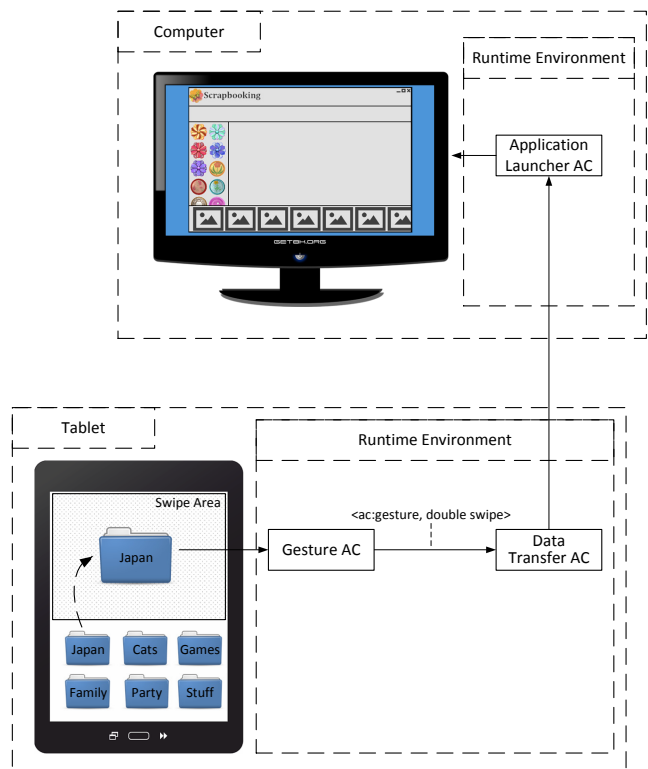 Computer
Runtime Environment
Scrapbooking
Application
Launcher AC
GETBH.ORG
Tablet
Runtime Environment
Swipe Area
<ac:gesture, double swipe>
Japan
Gesture AC
Data
Transfer AC
Japan
Cats
Games
Family
Party
Stuff